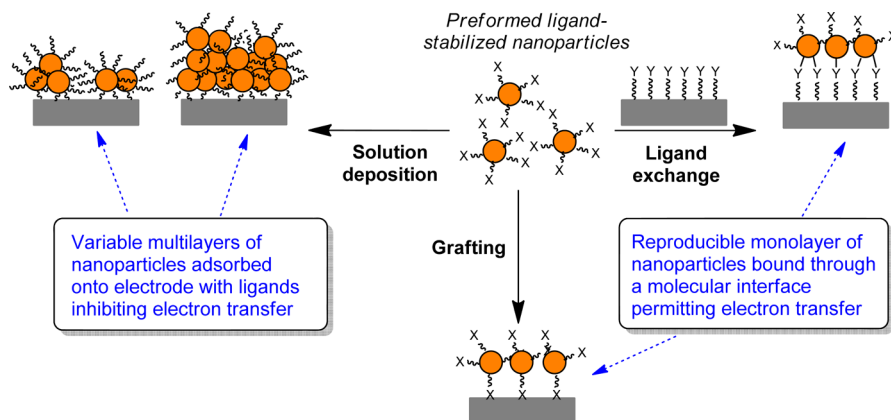 Preformed ligand-
stabilized nanoparticles
X
X
X
X
X
X
X
X
X
X
X
X
X
X
Y Y Y Y Y Y
X
X
X
Y Y Y Y Y
Solution
deposition
Ligand
exchange
Grafting
Variable multilayers of
nanoparticles adsorbed
onto electrode with ligands
inhibiting electron transfer
Reproducible monolayer of
nanoparticles bound through
a molecular interface
permitting electron transfer
X
X
X
X
X
X X X